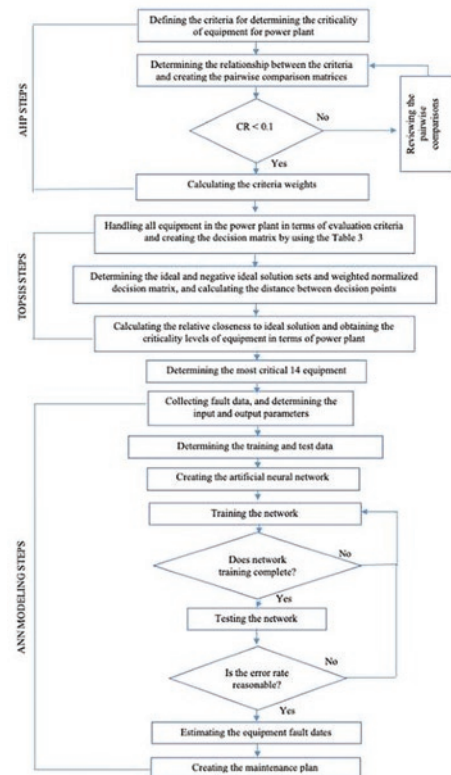 Defining the criteria for determining the criticality
of equipment for power plant
Determining the relationship between the criteria
and creating the pairwise comparison matrices
CR < 0.1
No
Reviewing the
pairwise
comparisons
Yes
Calculating the criteria weights
AHP STEPS
Handling all equipment in the power plant in terms of evaluation criteria
and creating the decision matrix by using the Table 3
Determining the ideal and negative ideal solution sets and weighted normalized
decision matrix, and calculating the distance between decision points
Calculating the relative closeness to ideal solution and obtaining the
criticality levels of equipment in terms of power plant
TOPSIS STEPS
Determining the most critical 14 equipment
Collecting fault data, and determining the
input and output parameters
Determining the training and test data
Creating the artificial neural network
Training the network
Does network
training complete?
No
Yes
Testing the network
Is the error rate
reasonable?
No
Yes
Estimating the equipment fault dates
Creating the maintenance plan
ANN MODELING STEPS